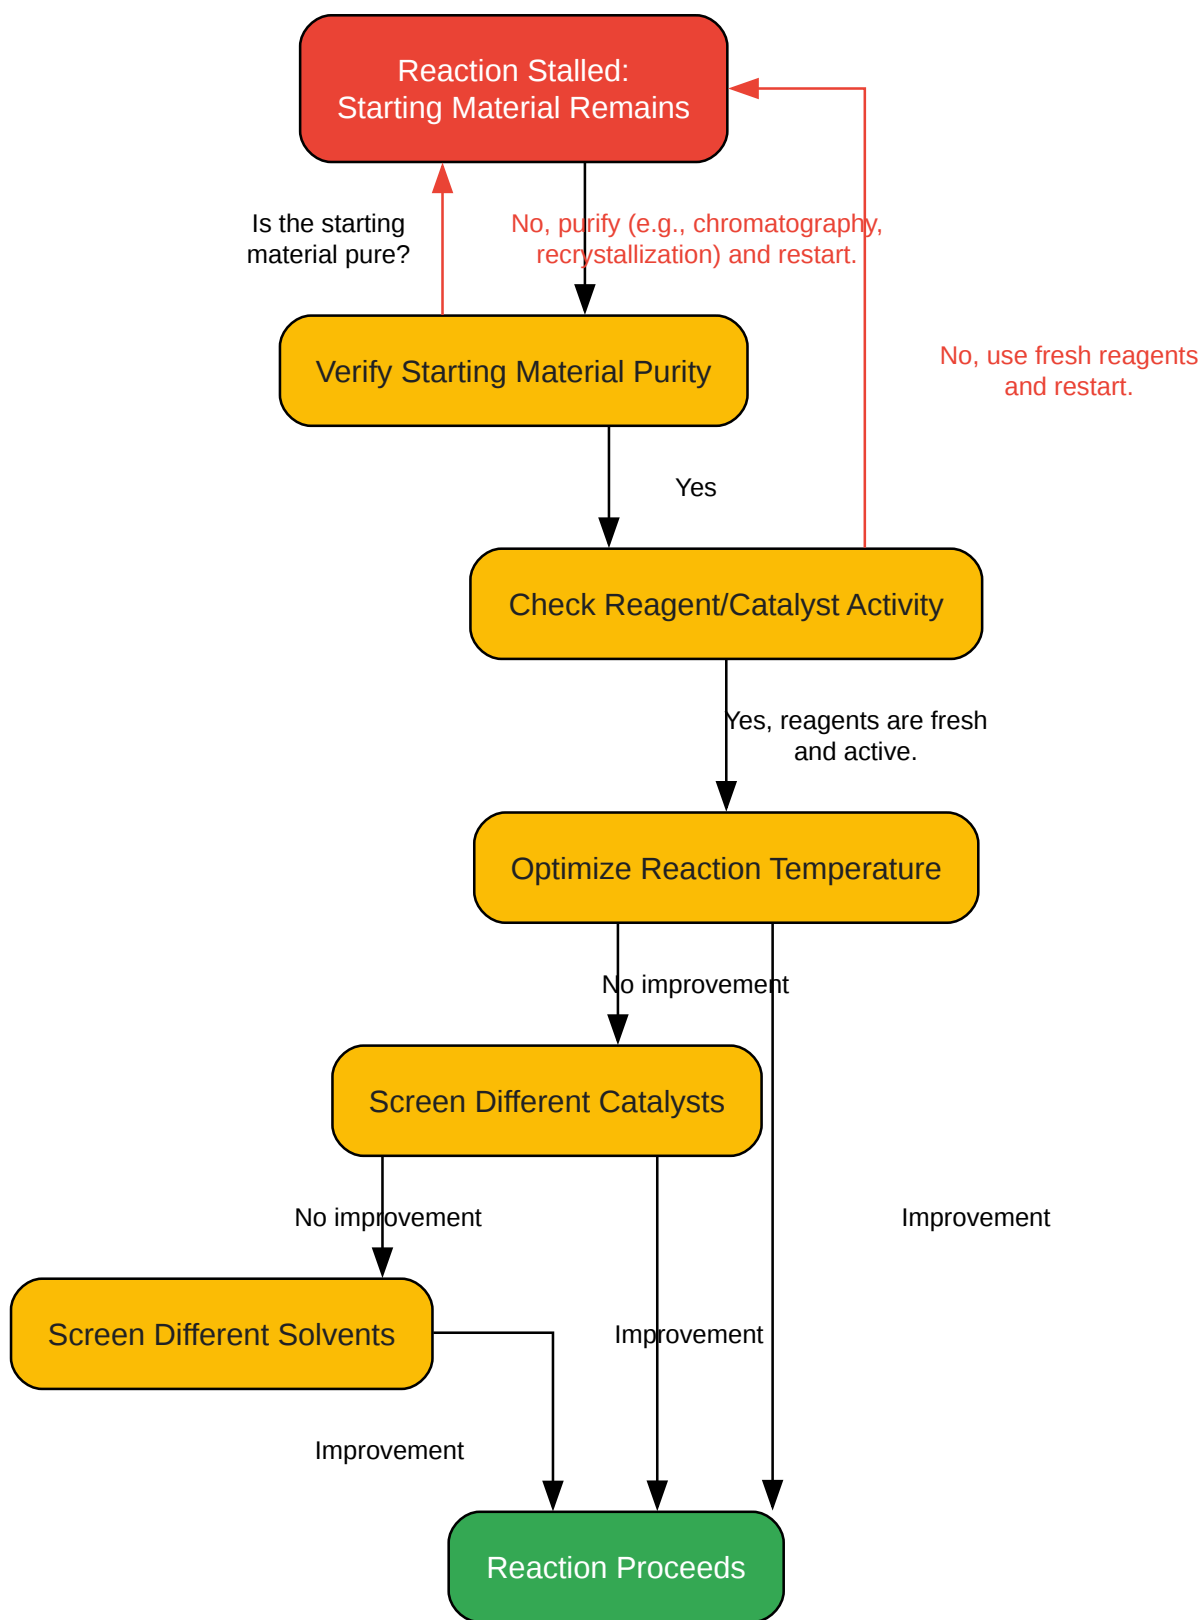 Reaction Stalled:
Starting Material Remains
Is the starting
material pure?
No, purify (e.g., chromatography,
recrystallization) and restart.
Verify Starting Material Purity
No, use fresh reagents
and restart.
Yes
Check Reagent/Catalyst Activity
Yes, reagents are fresh
and active.
Optimize Reaction Temperature
No improvement
Screen Different Catalysts
No improvement
Improvement
Screen Different Solvents
Improvement
Improvement
Reaction Proceeds